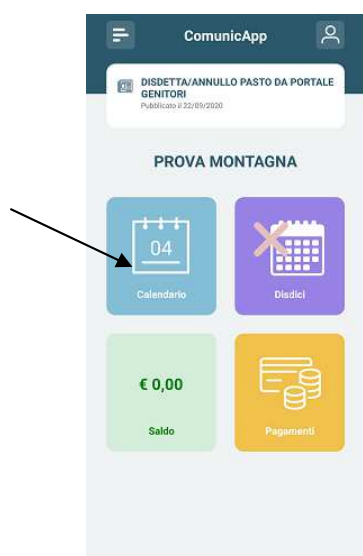 ComunicApp
DISDETTA/ANNULLO PASTO DA PORTALE
GENITORI
Pubblicato il 22/09/2020
PROVA MONTAGNA
04
Calendario
Disdici
€ 0,00
Saldo
Pagamenti